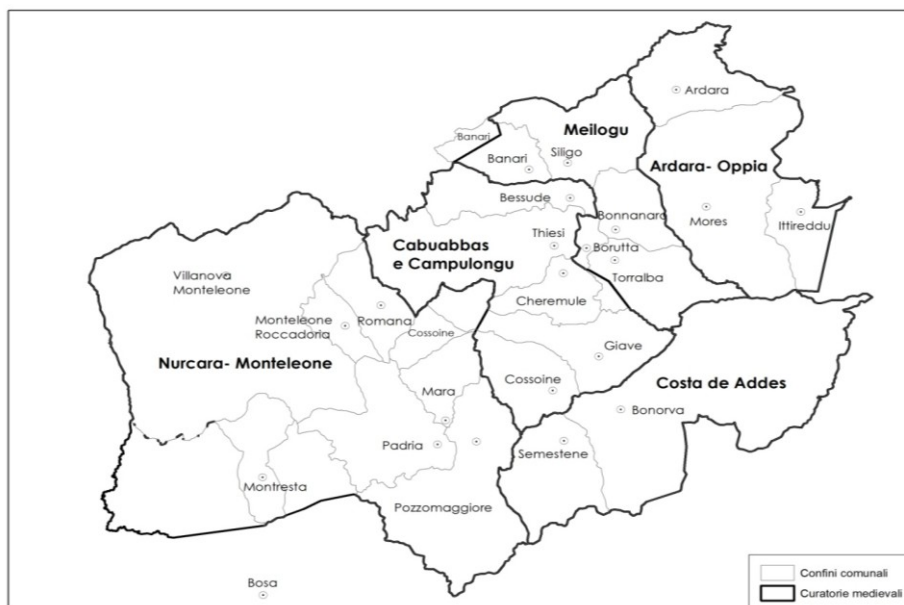 Ardara
Meilogu
Banari
Banari
Siligo
Ardara- Oppia
Bessude
Bonnanaro
Mores
Ittireddu
Thiesi
Cabuabbas
e Campulongu
Borutta
Torralba
Villanova
Monteleone
Cheremule
Monteleone
Roccadoria
Romana
Cossoine
Giave
Nurcara- Monteleone
Cossoine
Costa de Addes
Mara
Bonorva
Padria
Semestene
Montresta
Pozzomaggiore
Bosa
Confini comunali
Curatorie medievali